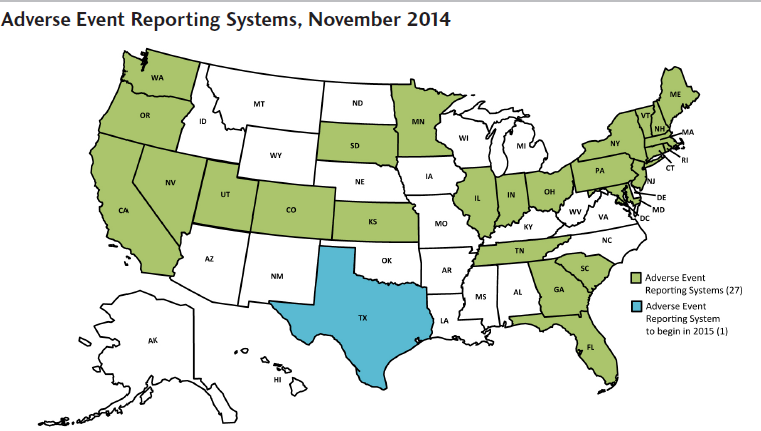 Adverse Event Reporting Systems, November 2014
WA
MT
ND
MN
ME
OR
ID
SD
WI
MI
VT
NH
MA
NY
WY
RI
CT
PA
NJ
NV
UT
NE
IA
IL
IN
OH
DE
MD
DC
CA
CO
KS
MO
WV
VA
KY
NC
TN
AZ
NM
OK
AR
SC
MS
AL
GA
TX
LA
FL
AK
HI
Adverse Event
Reporting Systems (27)
Adverse Event
Reporting System
to begin in 2015 (1)